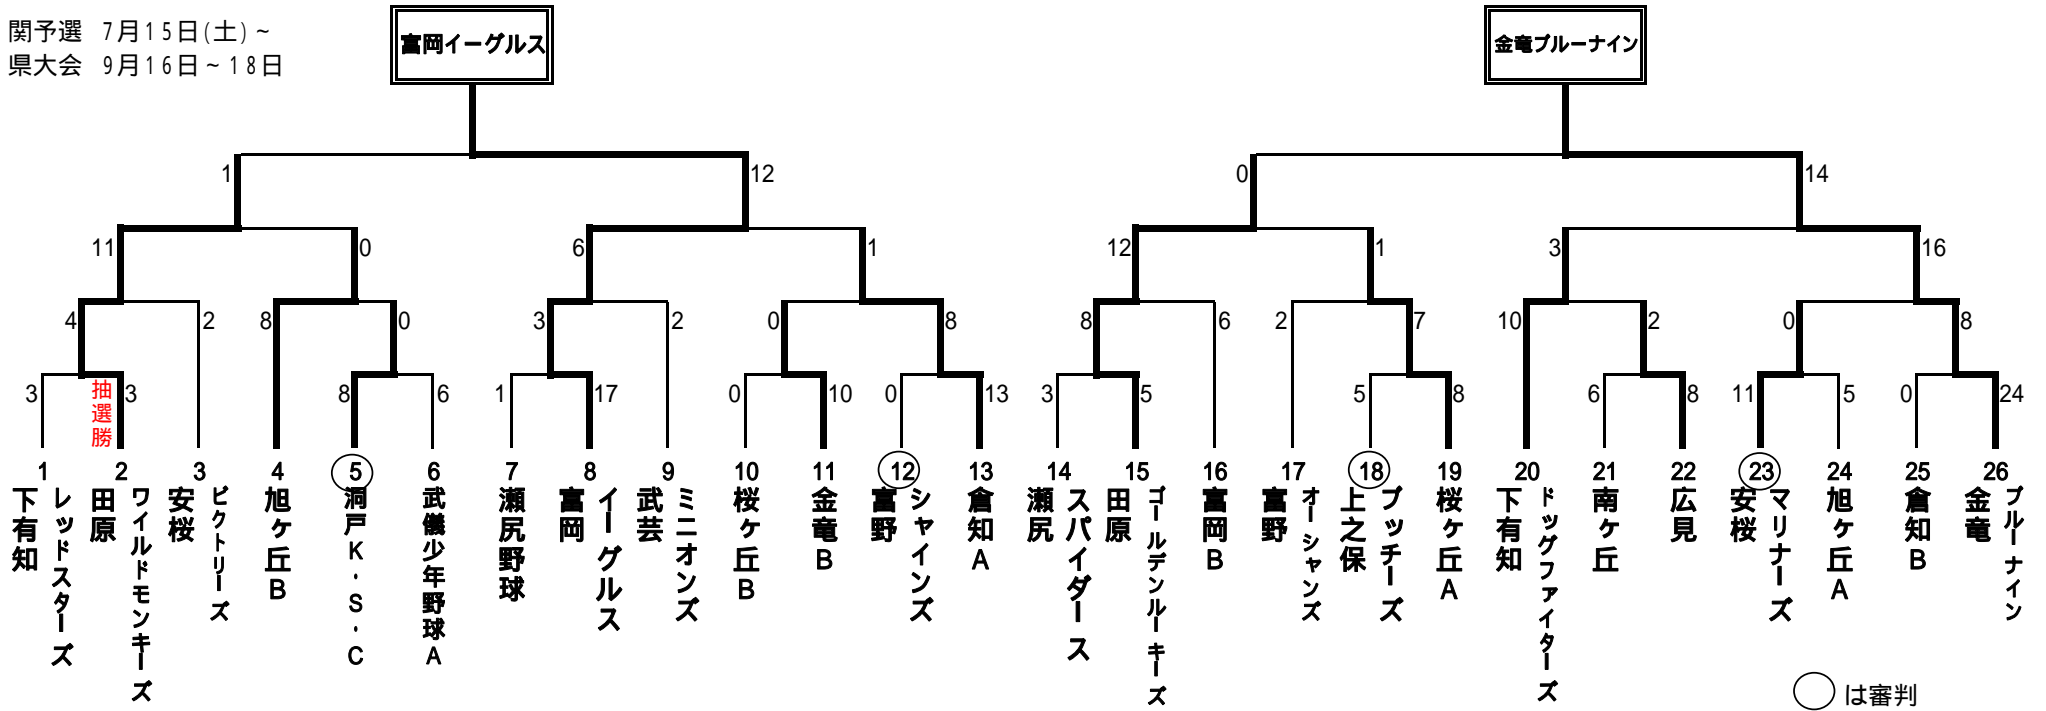 関予選 7月15日(土)~
県大会 9月16日~18日
富岡イーグルス
金竜ブルーナイン
1
12
0
14
11
0
6
1
12
1
3
16
4
2
8
0
3
2
0
8
8
6
2
7
10
2
0
8
3
抽選勝
3
8
6
1
17
0
10
0
13
3
5
5
8
6
8
11
5
0
24
1
2
3
4
5
6
7
8
9
10
11
12
13
14
15
16
17
18
19
20
21
22
23
24
25
26
下有知 レッドスターズ
田原 ワイルドモンキーズ
安桜 ビクトリーズ
旭ヶ丘B
洞戸K・S・C
武儀少年野球A
瀬尻野球
富岡 イーグルス
武芸 ミニオンズ
桜ヶ丘B
金竜B
富野 シャインズ
倉知A
瀬尻 スパイダース
田原 ゴールデンルーキーズ
富岡B
富野 オーシャンズ
上之保 ブッチーズ
桜ヶ丘A
下有知 ドッグファイターズ
南ヶ丘
広見
安桜 マリナーズ
旭ヶ丘A
倉知B
金竜 ブルーナイン
は審判